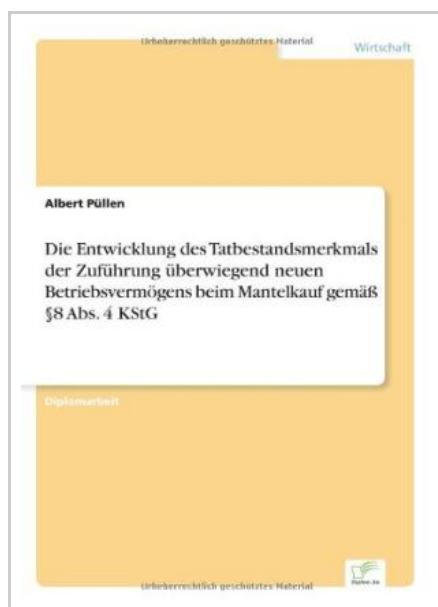 Urheberrechtlich geschütztes Material
Wirtschaft
Albert Püllen
Die Entwicklung des Tatbestandsmerkmals
der Zuführung überwiegend neuen
Betriebsvermögens beim Mantelkauf gemäß
§8 Abs. 4 KStG
Diplomarbeit
Urheberrechtlich geschütztes Material